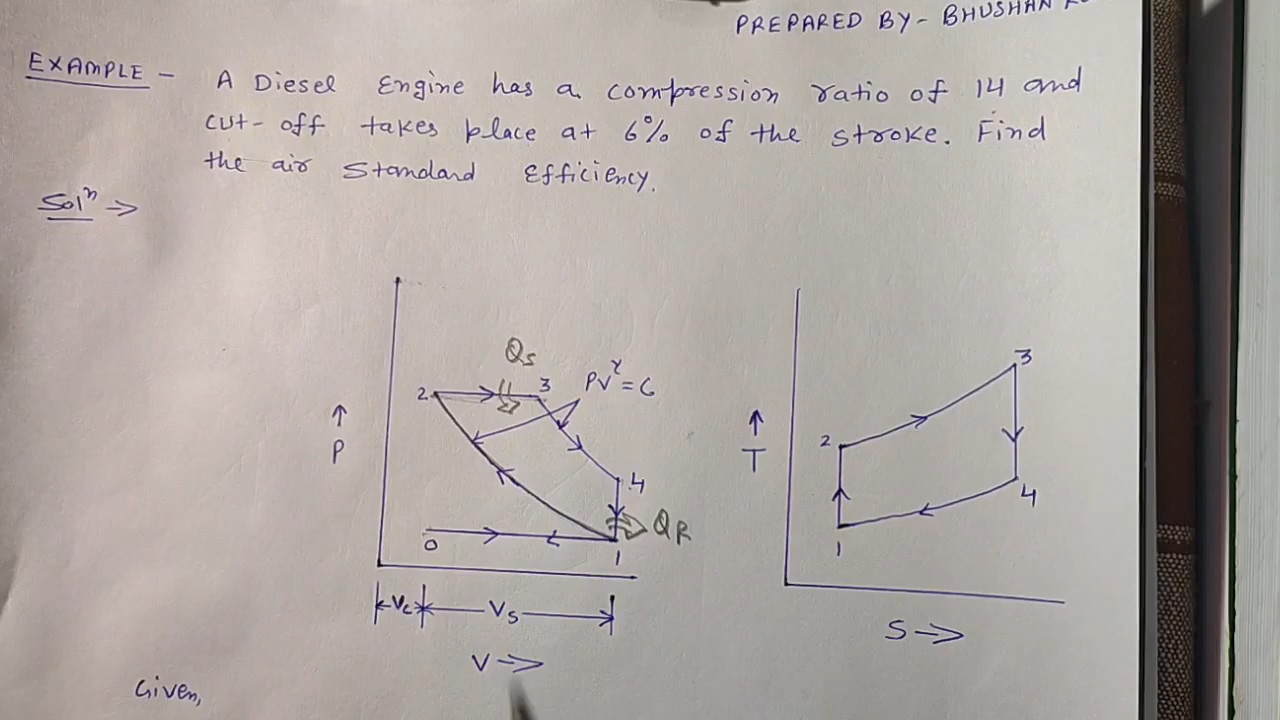 PREPARED BY- BHUSHAN
EXAMPLE - A Diesel Engine has a compression ratio of 14 and
cut-off takes place at 6% of the stroke. Find
the air Standard Efficiency.
Solⁿ →
Qs
2 3 PVᵞ = C
↑
P
4
QR
0 1
Vc Vs
V →
3
↑
T
2
4
1
S →
Given,